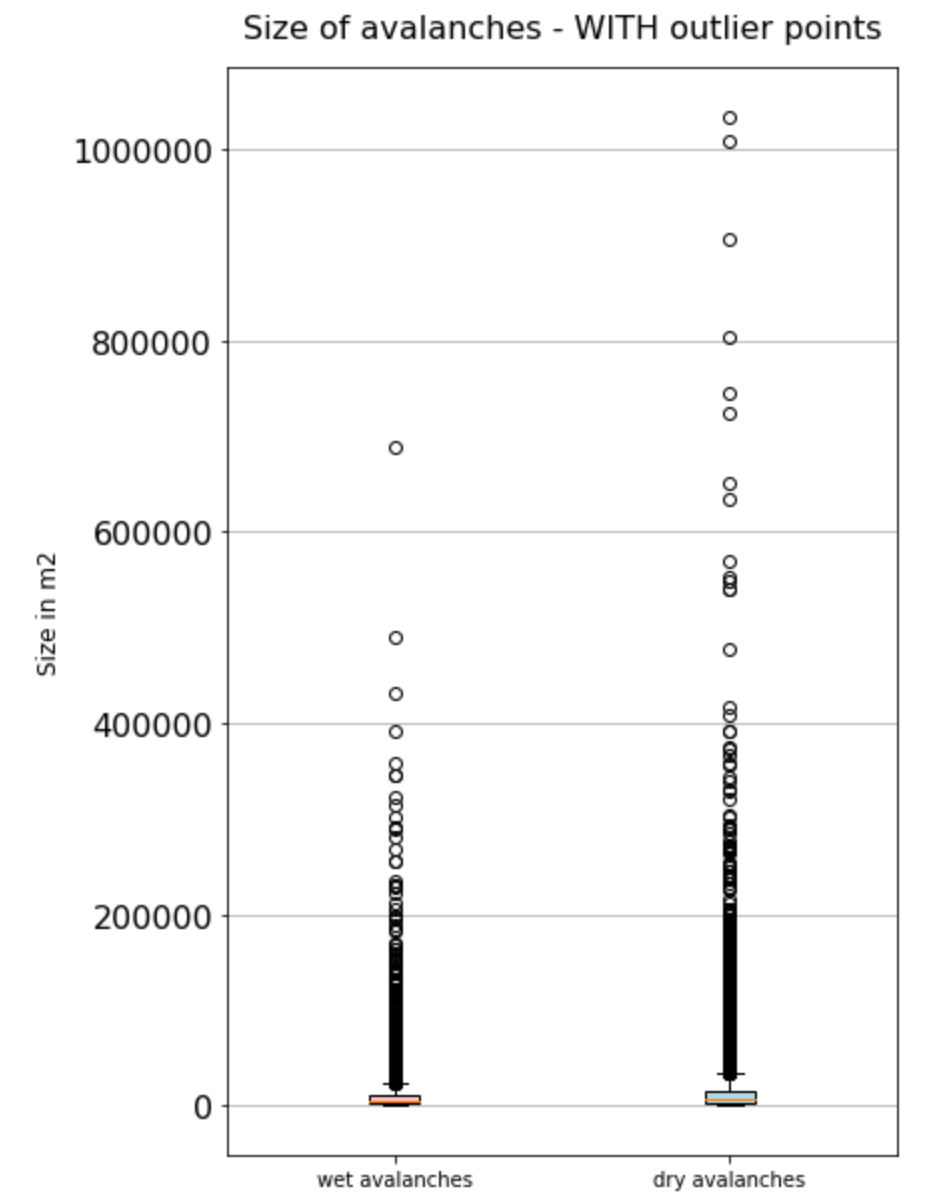 Size of avalanches - WITH outlier points
1000000
800000
600000
400000
200000
0
Size in m2
wet avalanches
dry avalanches